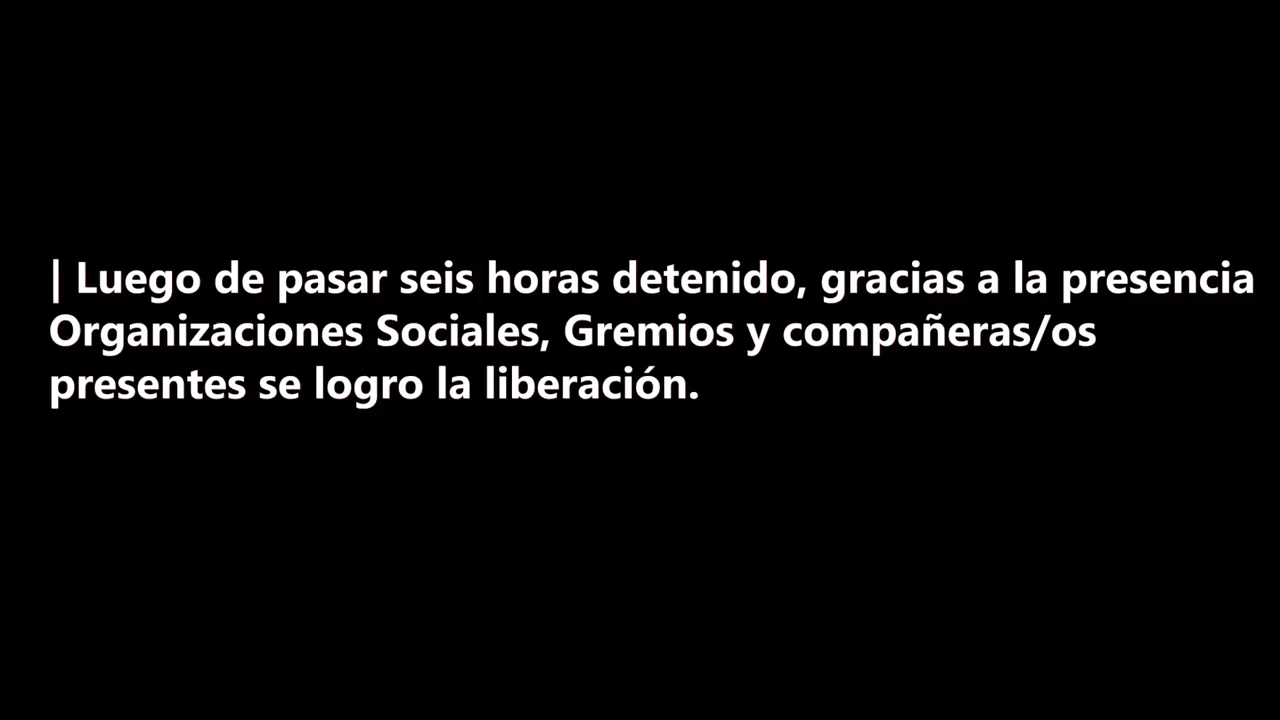 | Luego de pasar seis horas detenido, gracias a la presencia
Organizaciones Sociales, Gremios y compañeras/os
presentes se logro la liberación.